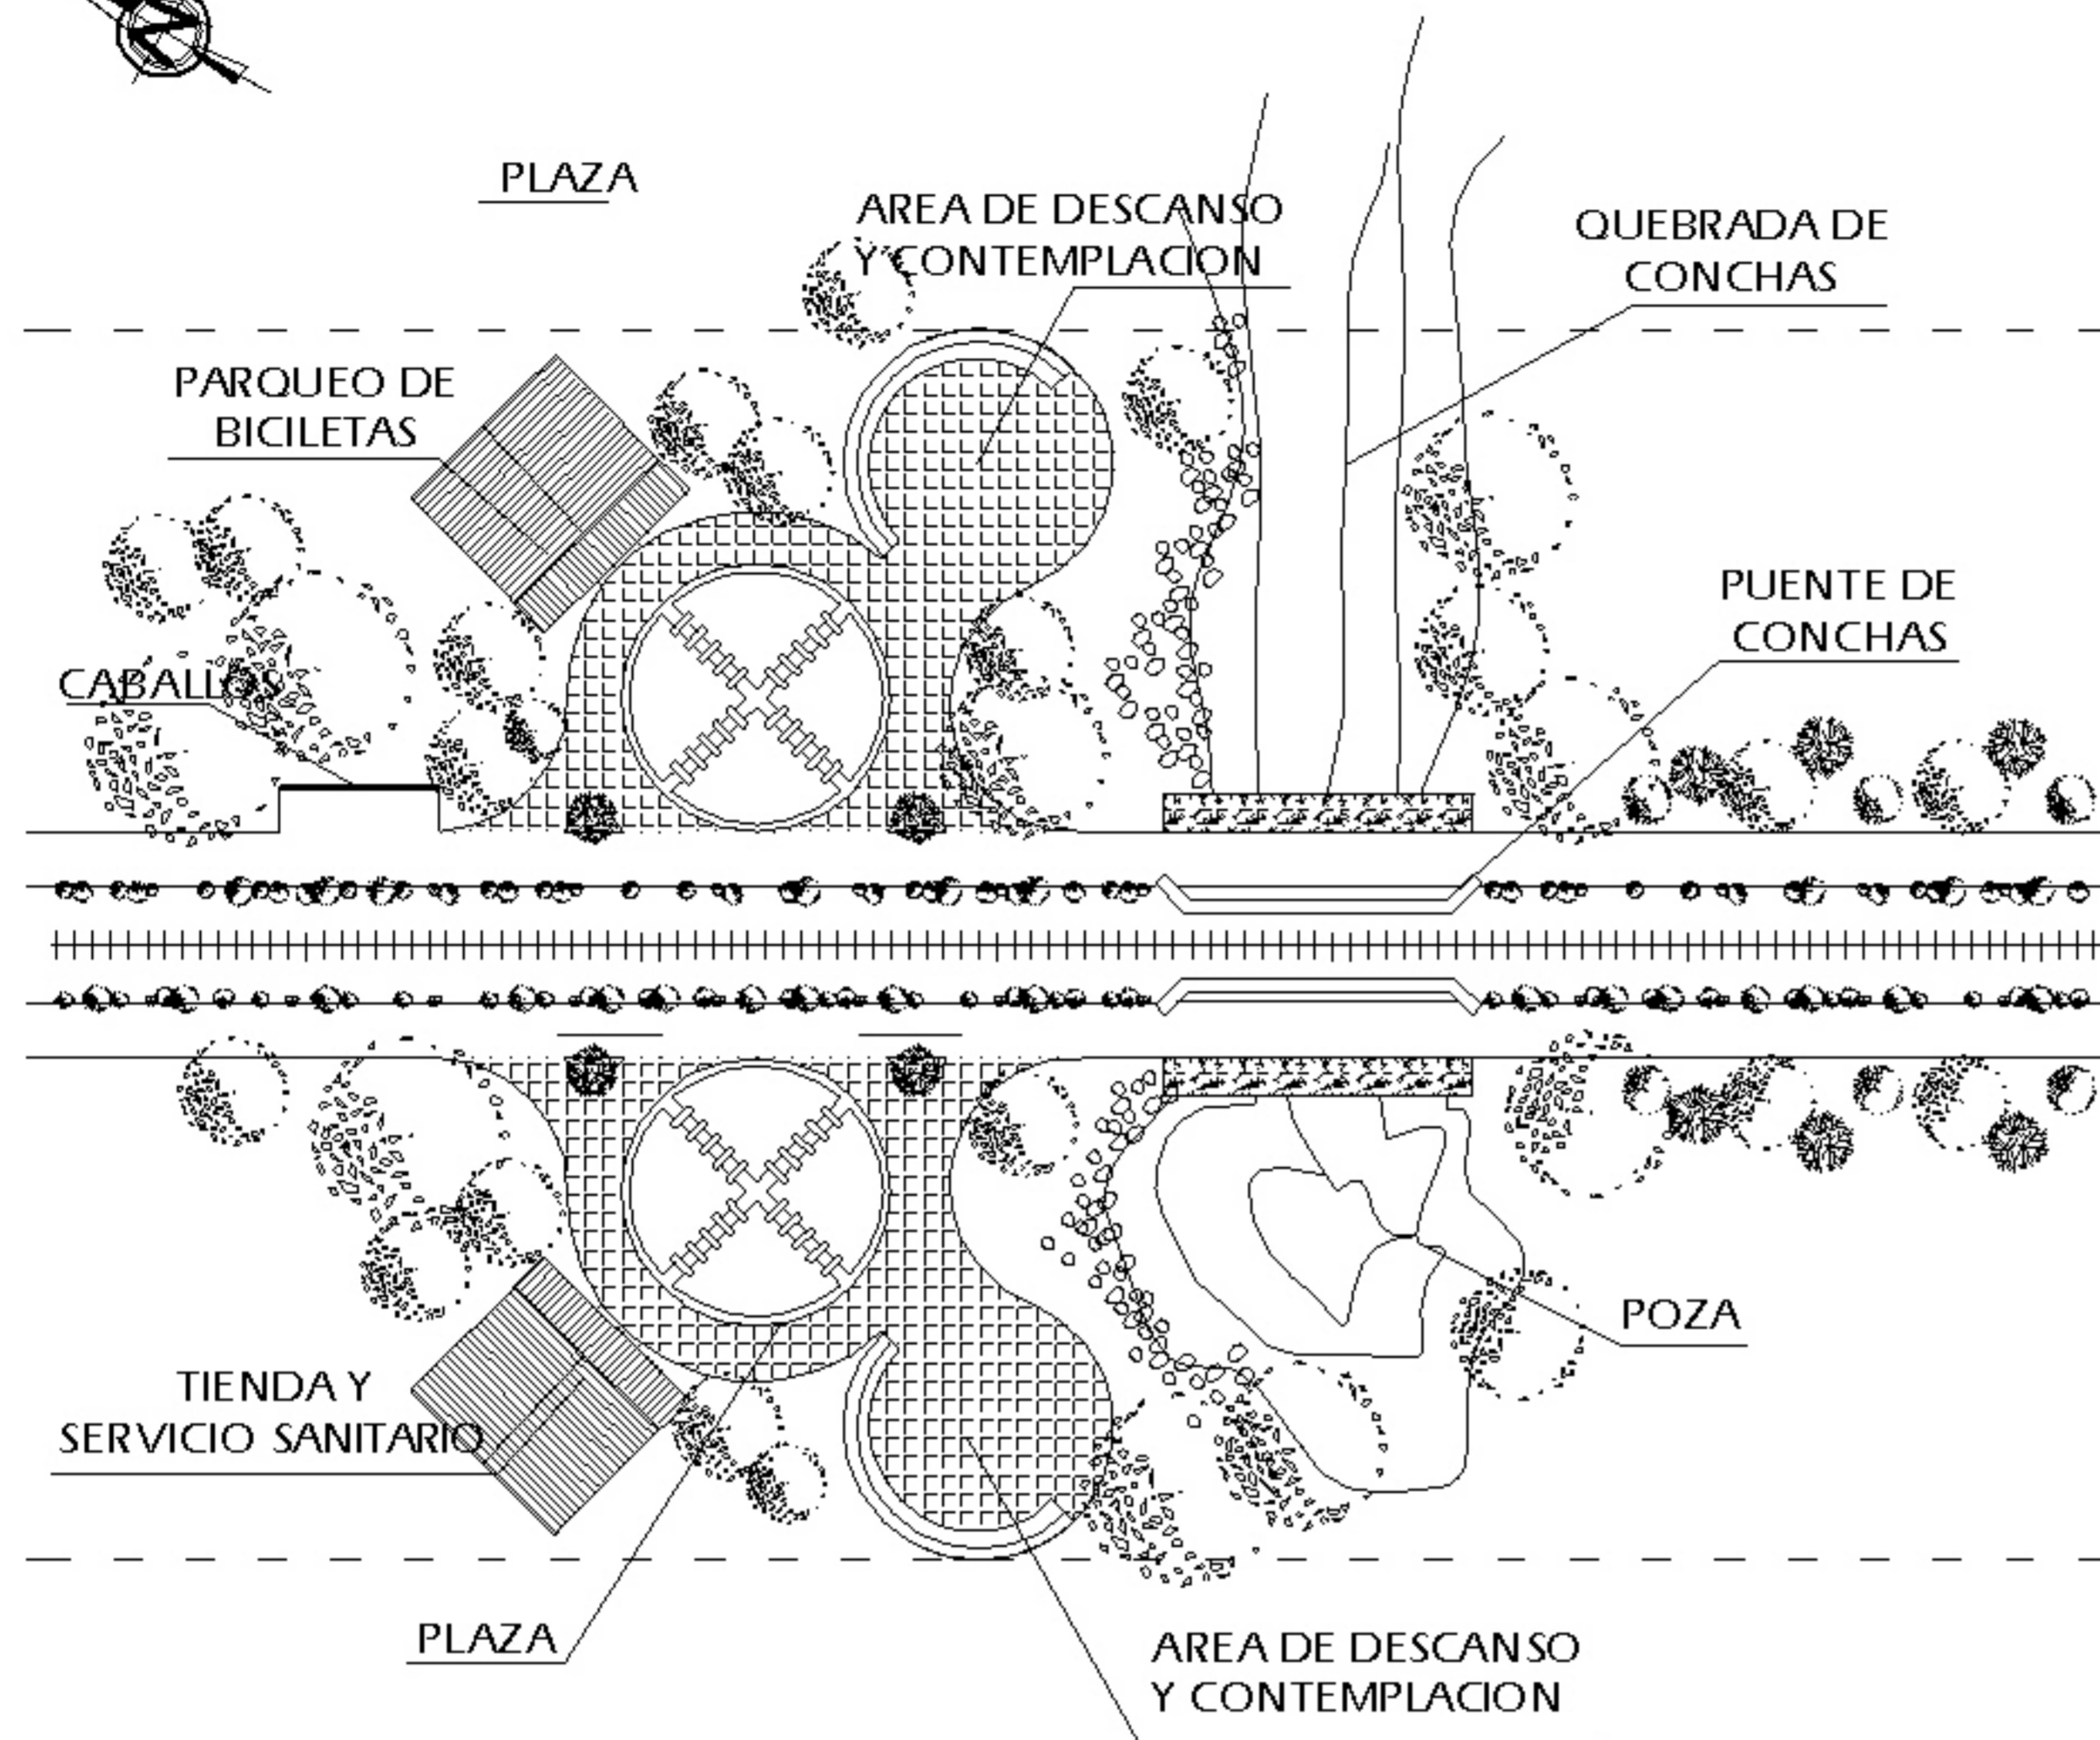 N
PLAZA
AREA DE DESCANSO
Y CONTEMPLACION
QUEBRADA DE
CONCHAS
PARQUEO DE
BICILETAS
PUENTE DE
CONCHAS
CABALLOS
POZA
TIENDA Y
SERVICIO SANITARIO
PLAZA
AREA DE DESCANSO
Y CONTEMPLACION